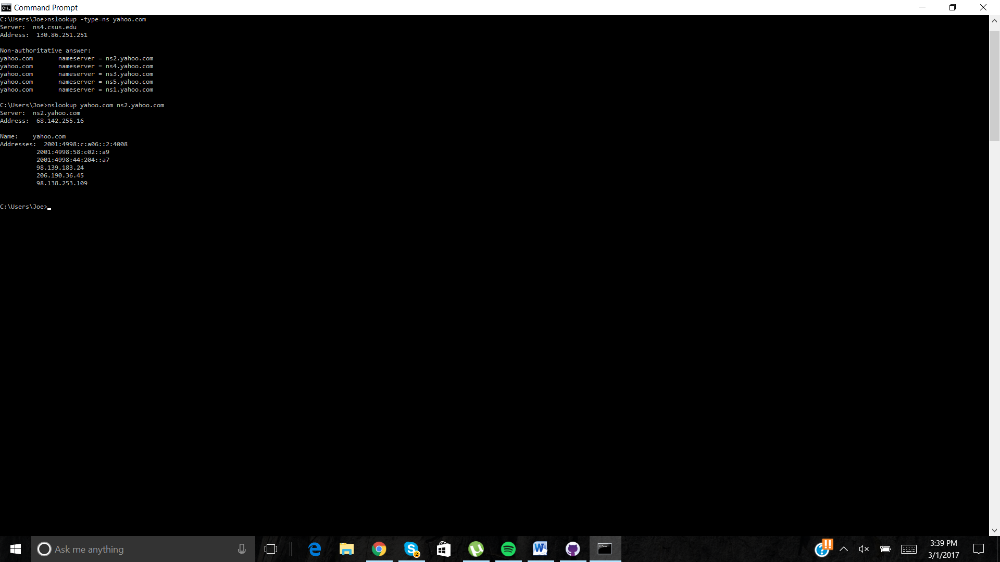 Command Prompt
C:\Users\Joe>nslookup -type=ns yahoo.com
Server:  ns4.csus.edu
Address:  130.86.251.251

Non-authoritative answer:
yahoo.com       nameserver = ns2.yahoo.com
yahoo.com       nameserver = ns4.yahoo.com
yahoo.com       nameserver = ns3.yahoo.com
yahoo.com       nameserver = ns5.yahoo.com
yahoo.com       nameserver = ns1.yahoo.com

C:\Users\Joe>nslookup yahoo.com ns2.yahoo.com
Server:  ns2.yahoo.com
Address:  68.142.255.16

Name:    yahoo.com
Addresses:  2001:4998:c:a06::2:4008
          2001:4998:58:c02::a9
          2001:4998:44:204::a7
          98.139.183.24
          206.190.36.45
          98.138.253.109

C:\Users\Joe>
Ask me anything
2
3:39 PM
3/1/2017